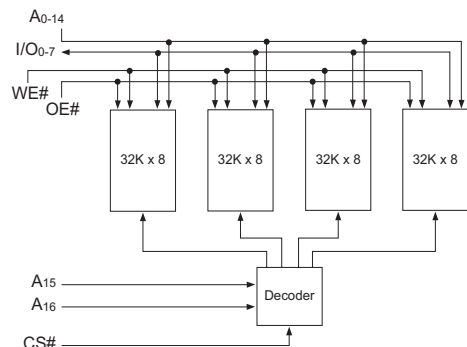 A0-14
I/O0-7
WE#
OE#
32K x 8
32K x 8
32K x 8
32K x 8
A15
A16
Decoder
CS#